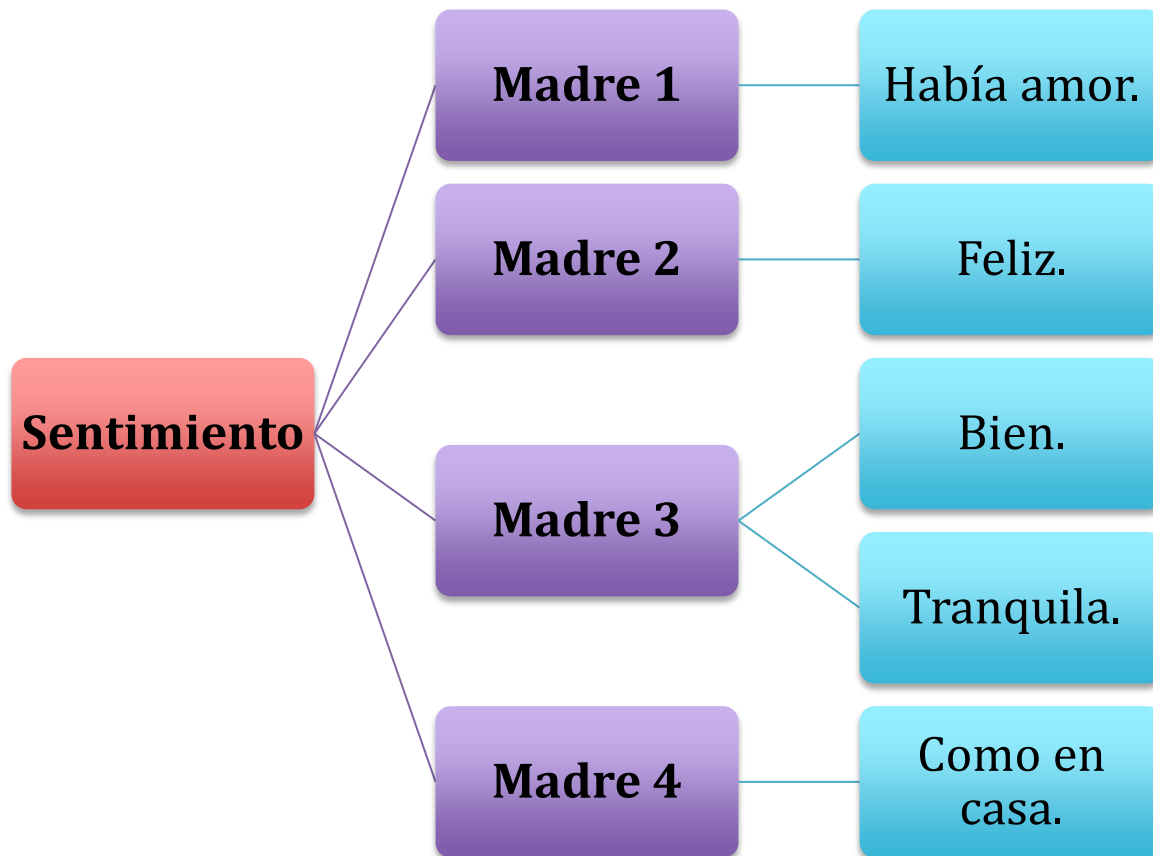 Sentimiento
Madre 1
Había amor.
Madre 2
Feliz.
Madre 3
Bien.
Tranquila.
Madre 4
Como en
casa.